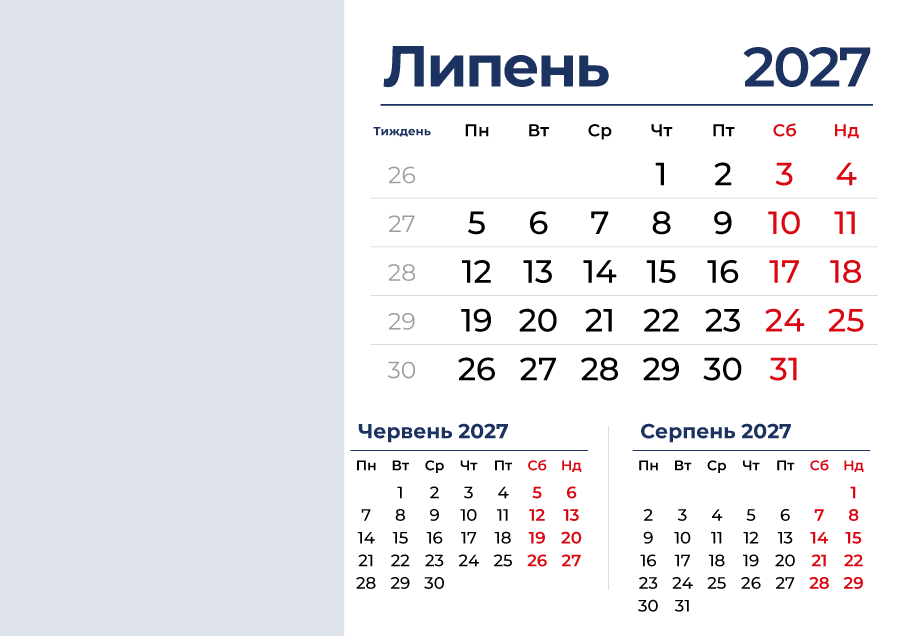 Липень 2027
Тиждень Пн Вт Ср Чт Пт Сб Нд
26 1 2 3 4
27 5 6 7 8 9 10 11
28 12 13 14 15 16 17 18
29 19 20 21 22 23 24 25
30 26 27 28 29 30 31
Червень 2027
Пн Вт Ср Чт Пт Сб Нд
1 2 3 4 5 6
7 8 9 10 11 12 13
14 15 16 17 18 19 20
21 22 23 24 25 26 27
28 29 30
Серпень 2027
Пн Вт Ср Чт Пт Сб Нд
1
2 3 4 5 6 7 8
9 10 11 12 13 14 15
16 17 18 19 20 21 22
23 24 25 26 27 28 29
30 31